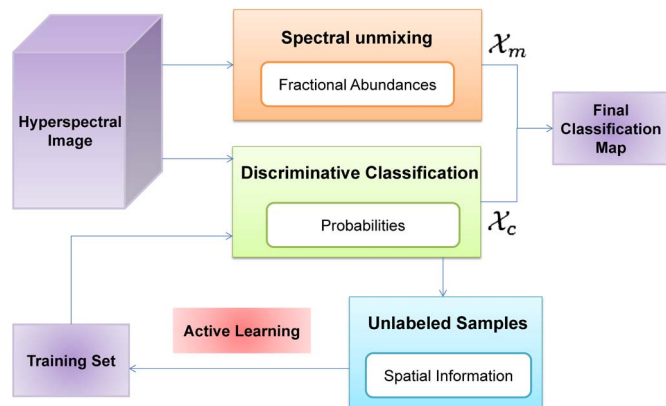 Spectral unmixing
𝒳m
Fractional Abundances
Hyperspectral
Image
Final
Classification
Map
Discriminative Classification
Probabilities
𝒳c
Active Learning
Unlabeled Samples
Training Set
Spatial Information